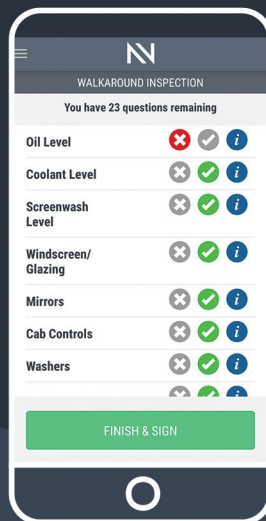 WALKAROUND INSPECTION
You have 23 questions remaining
Oil Level
Coolant Level
Screenwash
Level
Windscreen/
Glazing
Mirrors
Cab Controls
Washers
FINISH & SIGN